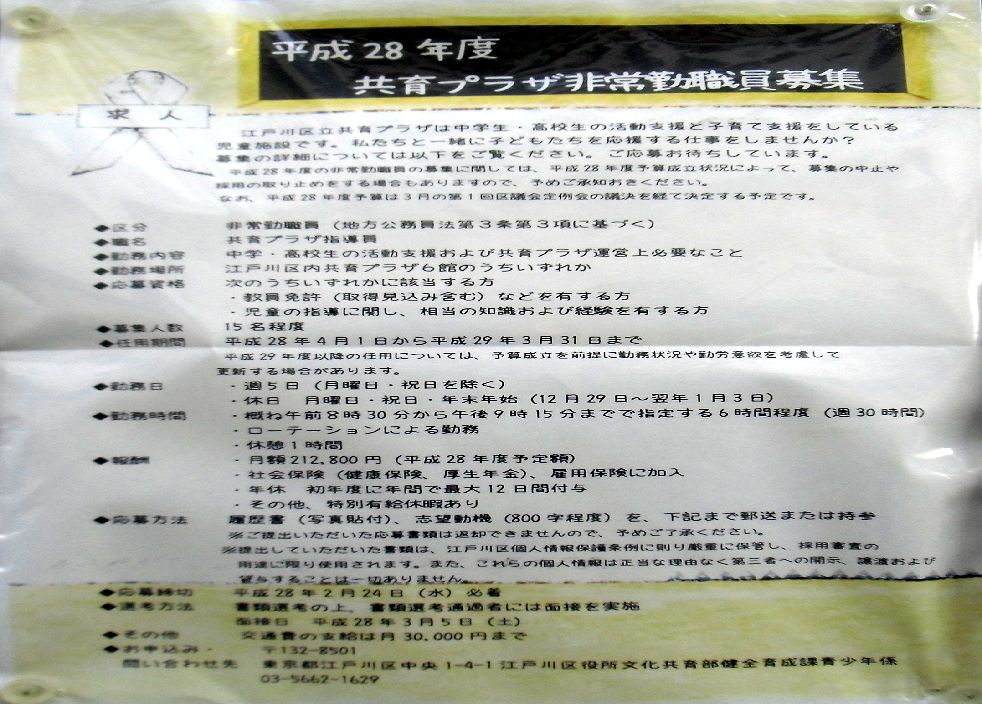 平成28年度
共育プラザ非常勤職員募集
求人
江戸川区立共育プラザは中学生・高校生の活動支援と子育て支援をしている
児童施設です。私たちと一緒に子どもたちを応援する仕事をしませんか?
募集の詳細については以下をご覧ください。ご応募お待ちしています。
平成28年度の非常勤職員の募集に関しては、平成28年度予算成立状況によって、募集の中止や
採用の取り止めをする場合もありますので、予めご承知おきください。
なお、平成28年度予算は3月の第1回区議会定例会の議決を経て決定する予定です。
◆区分 非常勤職員(地方公務員法第3条第3項に基づく)
◆職名 共育プラザ指導員
◆勤務内容 中学・高校生の活動支援および共育プラザ運営上必要なこと
◆勤務場所 江戸川区内共育プラザ6館のうちいずれか
◆応募資格 次のうちいずれかに該当する方
・教員免許(取得見込み含む)などを有する方
・児童の指導に関し、相当の知識および経験を有する方
◆募集人数 15名程度
◆任用期間 平成28年4月1日から平成29年3月31日まで
平成29年度以降の任用については、予算成立を前提に勤務状況や勤労意欲を考慮して
更新する場合があります。
◆勤務日 ・週5日(月曜日・祝日を除く)
・休日 月曜日・祝日・年末年始(12月29日~翌年1月3日)
◆勤務時間 ・概ね午前8時30分から午後9時15分までで指定する6時間程度(週30時間)
・ローテーションによる勤務
・休憩1時間
◆報酬 ・月額212,800円(平成28年度予定額)
・社会保険(健康保険、厚生年金)、雇用保険に加入
・年休 初年度に年間で最大12日間付与
・その他、特別有給休暇あり
◆応募方法 履歴書(写真貼付)、志望動機(800字程度)を、下記まで郵送または持参
※ご提出いただいた応募書類は返却できませんので、予めご了承ください。
※提出していただいた書類は、江戸川区個人情報保護条例に則り厳重に保管し、採用審査の
用途に限り使用されます。また、これらの個人情報は正当な理由なく第三者への開示、譲渡および
貸与することは一切ありません。
◆応募締切 平成28年2月24日(水)必着
◆選考方法 書類選考の上、書類選考通過者には面接を実施
面接日 平成28年3月5日(土)
◆その他 交通費の支給は月30,000円まで
◆お申込み・ 〒132-8501
問い合わせ先 東京都江戸川区中央1-4-1江戸川区役所文化共育部健全育成課青少年係
03-5662-1629